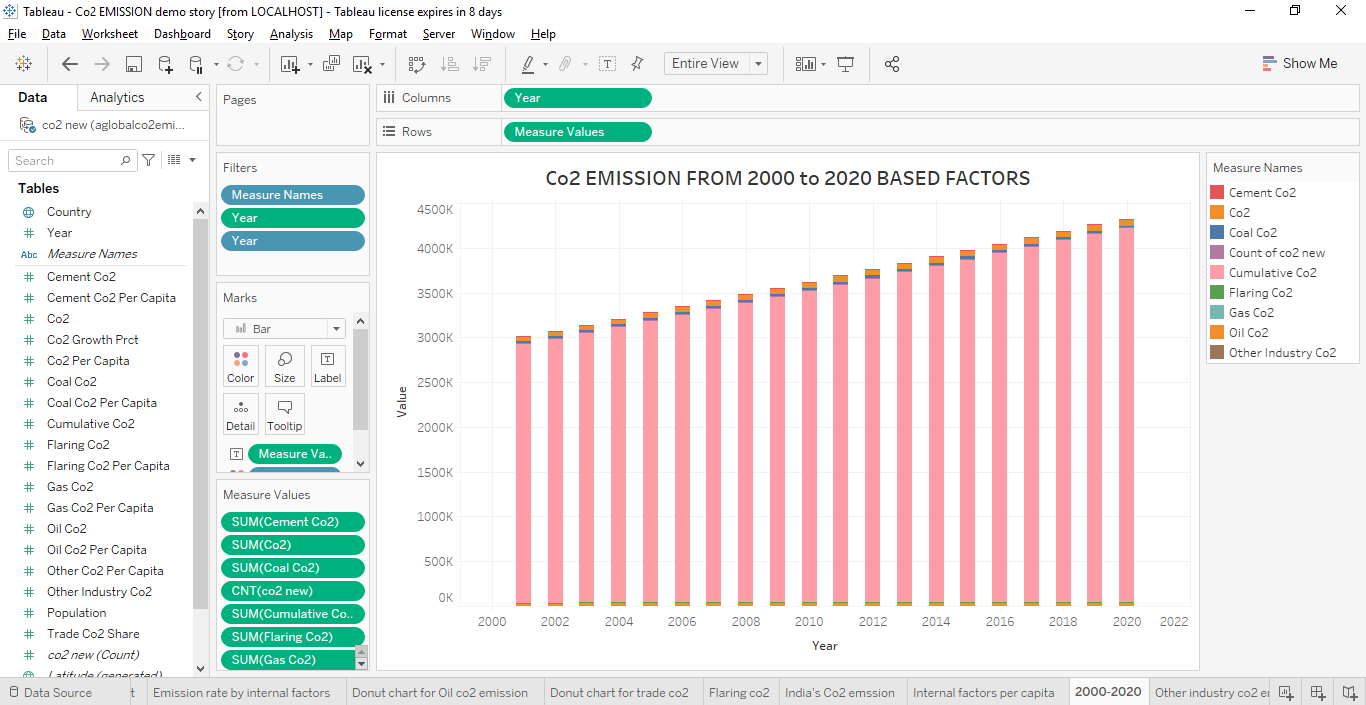 Tableau - Co2 EMISSION demo story [from LOCALHOST] - Tableau license expires in 8 days
File Data Worksheet Dashboard Story Analysis Map Format Server Window Help
Entire View
Show Me
Data Analytics
co2 new (aglobalco2emi...
Search
Tables
Country
Year
Abc Measure Names
Cement Co2
Cement Co2 Per Capita
Co2
Co2 Growth Prct
Co2 Per Capita
Coal Co2
Coal Co2 Per Capita
Cumulative Co2
Flaring Co2
Flaring Co2 Per Capita
Gas Co2
Gas Co2 Per Capita
Oil Co2
Oil Co2 Per Capita
Other Co2 Per Capita
Other Industry Co2
Population
Trade Co2 Share
co2 new (Count)
Latitude (generated)
Pages
Filters
Measure Names
Year
Year
Marks
Bar
Color Size Label
Detail Tooltip
Measure Va..
Measure Values
SUM(Cement Co2)
SUM(Co2)
SUM(Coal Co2)
CNT(co2 new)
SUM(Cumulative Co..
SUM(Flaring Co2)
SUM(Gas Co2)
Columns Year
Rows Measure Values
Co2 EMISSION FROM 2000 to 2020 BASED FACTORS
Value
4500K
4000K
3500K
3000K
2500K
2000K
1500K
1000K
500K
0K
2000 2002 2004 2006 2008 2010 2012 2014 2016 2018 2020 2022
Year
Measure Names
Cement Co2
Co2
Coal Co2
Count of co2 new
Cumulative Co2
Flaring Co2
Gas Co2
Oil Co2
Other Industry Co2
Data Source t Emission rate by internal factors Donut chart for Oil co2 emission Donut chart for trade co2 Flaring co2 India's Co2 emssion Internal factors per capita 2000-2020 Other industry co2 er